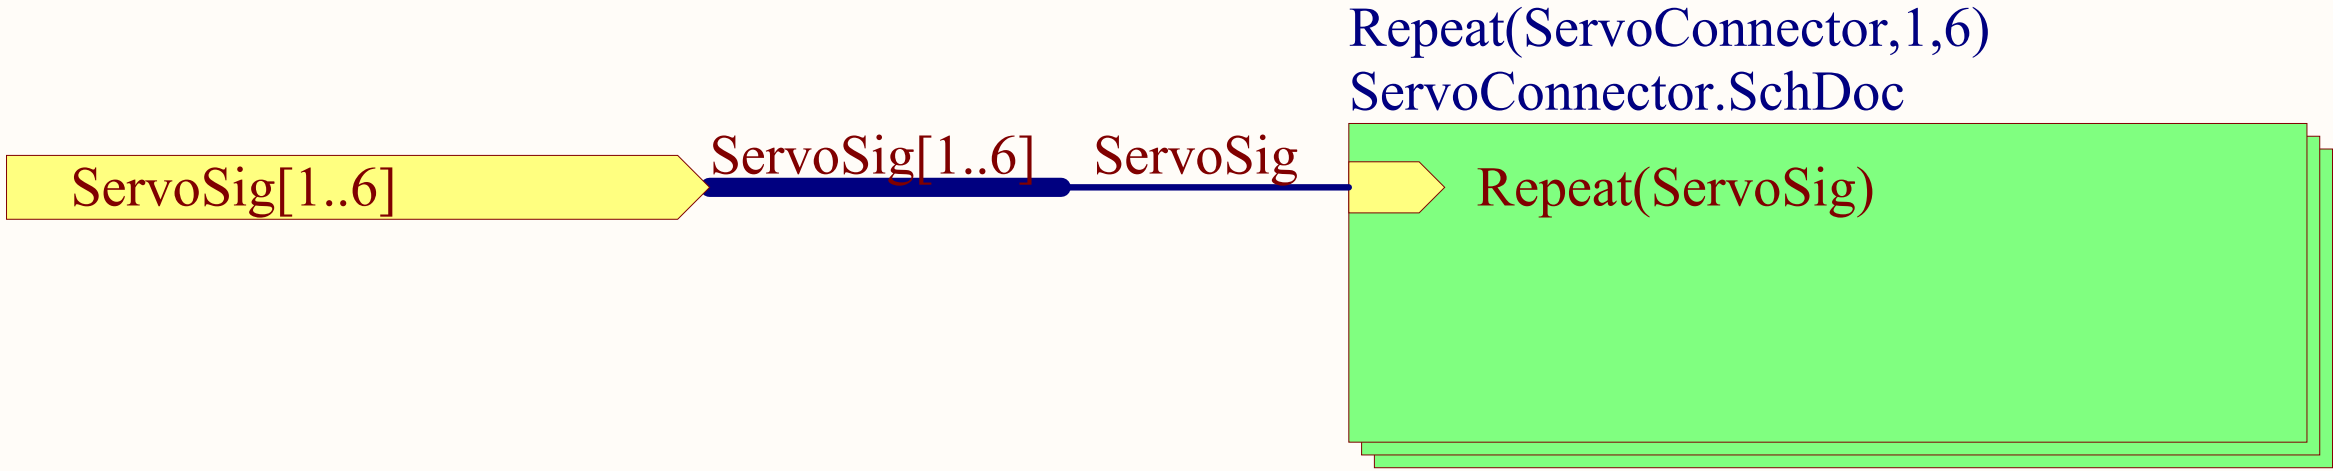 Repeat(ServoConnector,1,6)
ServoConnector.SchDoc
ServoSig[1..6]
ServoSig[1..6]
ServoSig
Repeat(ServoSig)